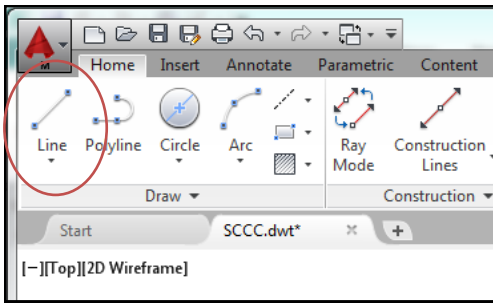 M Home Insert Annotate Parametric Content
Line Polyline Circle Arc Ray Mode Construction Lines
Draw Construction
Start SCCC.dwt*
[−][Top][2D Wireframe]